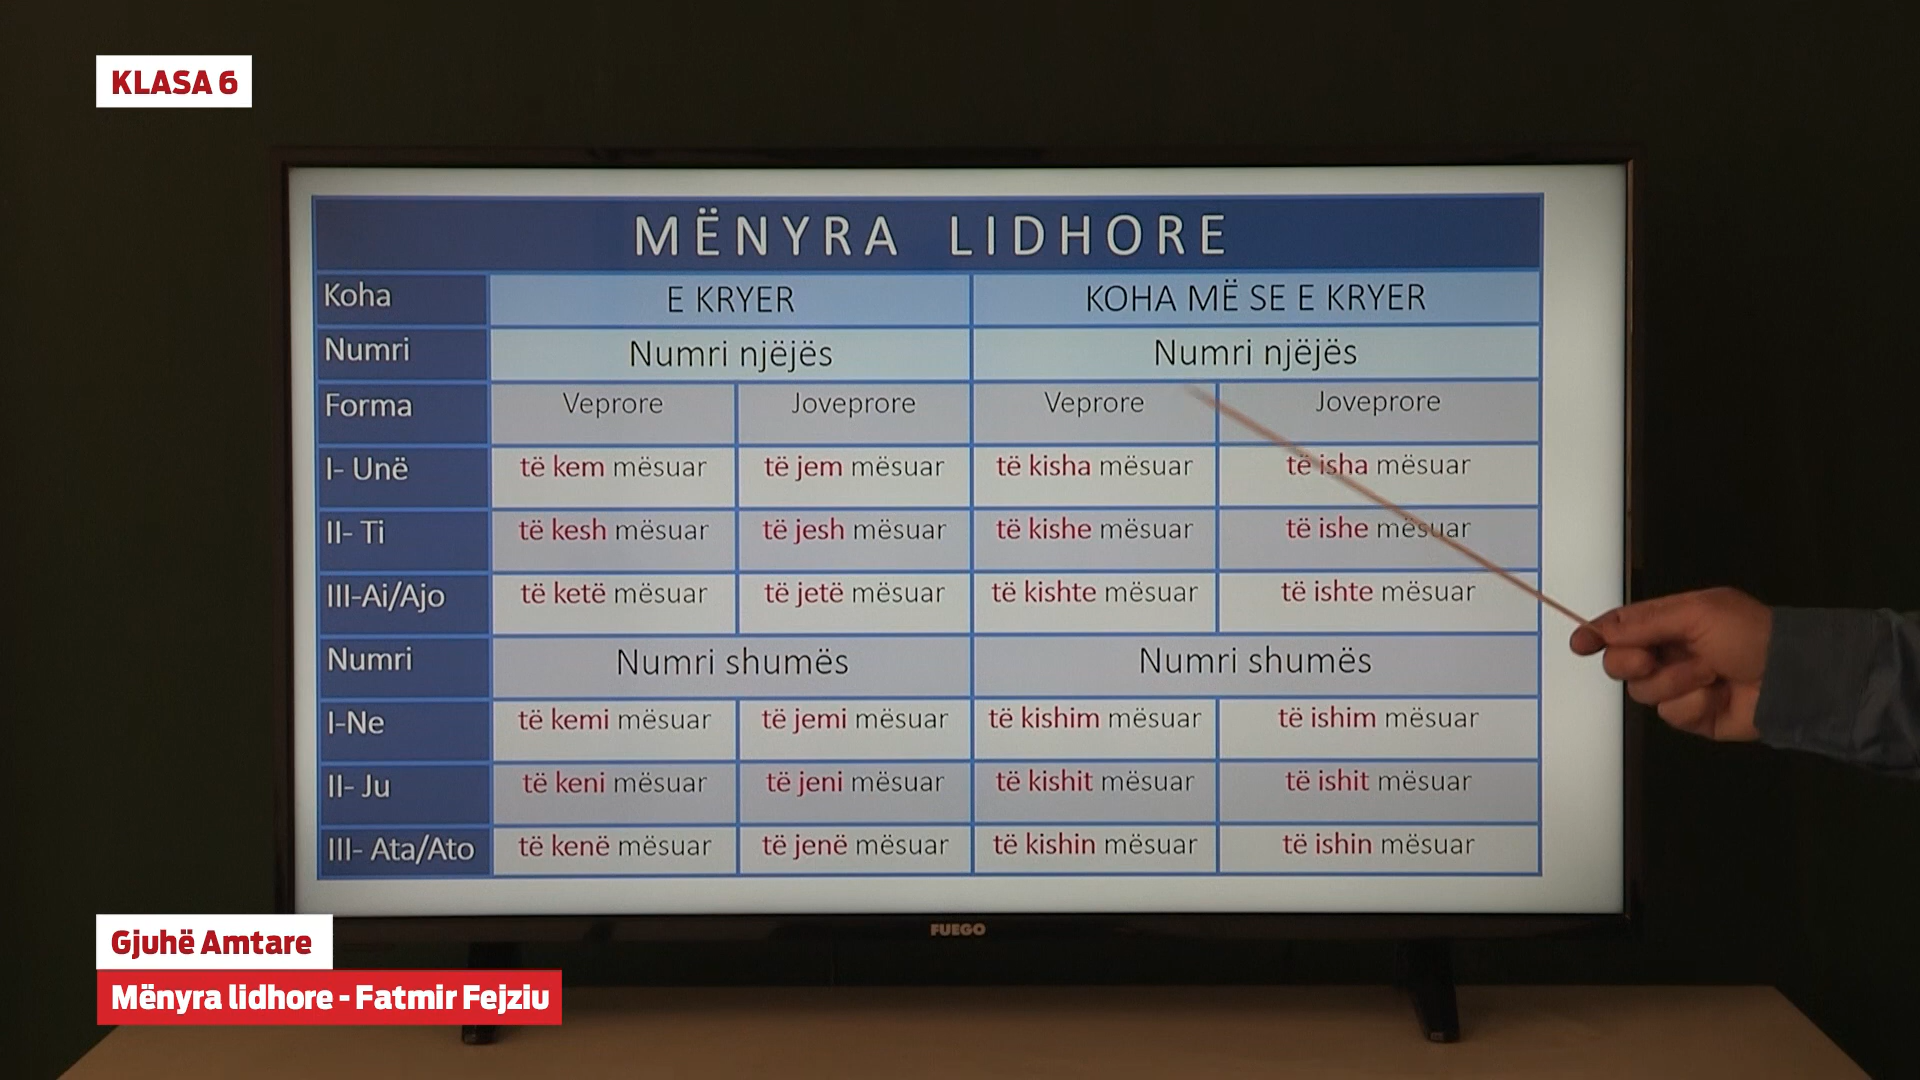 KLASA 6
MËNYRA LIDHORE
Koha E KRYER KOHA MË SE E KRYER
Numri Numri njëjës Numri njëjës
Forma Veprore Joveprore Veprore Joveprore
I- Unë të kem mësuar të jem mësuar të kisha mësuar të isha mësuar
II- Ti të kesh mësuar të jesh mësuar të kishe mësuar të ishe mësuar
III-Ai/Ajo të ketë mësuar të jetë mësuar të kishte mësuar të ishte mësuar
Numri Numri shumës Numri shumës
I-Ne të kemi mësuar të jemi mësuar të kishim mësuar të ishim mësuar
II- Ju të keni mësuar të jeni mësuar të kishit mësuar të ishit mësuar
III- Ata/Ato të kenë mësuar të jenë mësuar të kishin mësuar të ishin mësuar
FUEGO
Gjuhë Amtare
Mënyra lidhore - Fatmir Fejziu